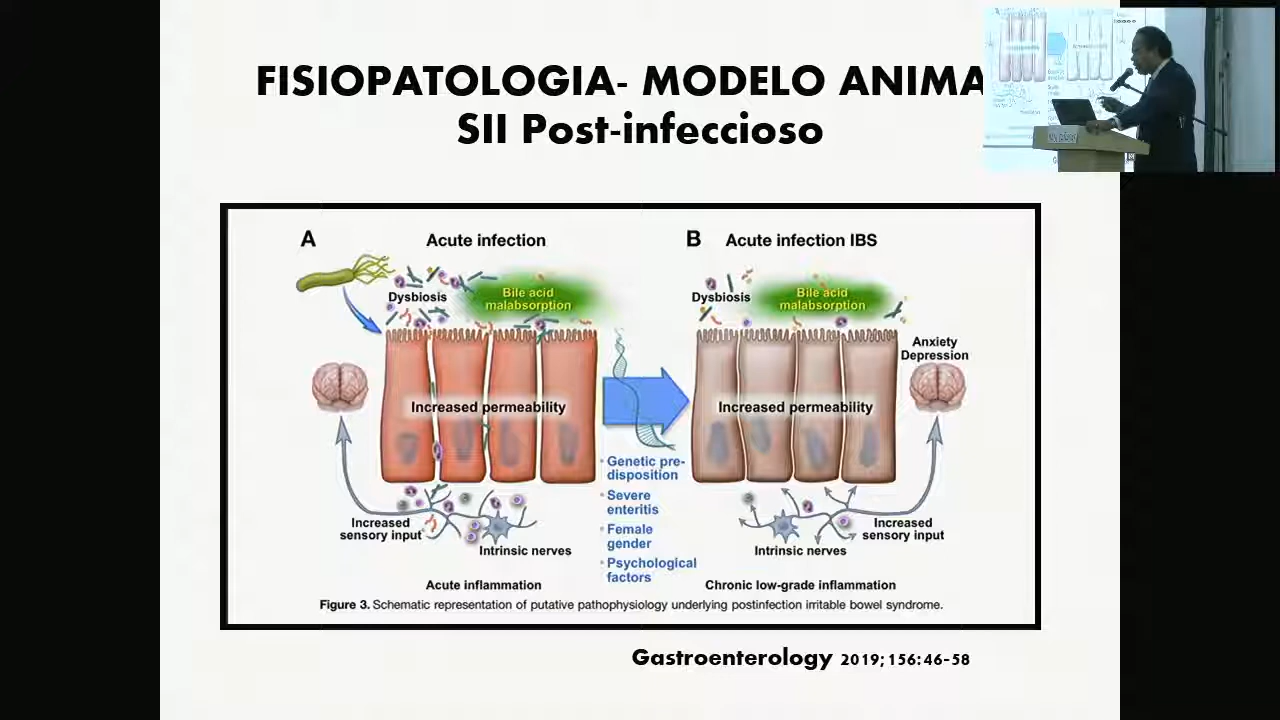 FISIOPATOLOGIA- MODELO ANIMA
SII Post-infeccioso
A
Acute infection
B
Acute infection IBS
Dysbiosis
Bile acid
malabsorption
Dysbiosis
Bile acid
malabsorption
Anxiety
Depression
Increased permeability
Increased permeability
• Genetic pre-
disposition
• Severe
enteritis
• Female
gender
• Psychological
factors
Increased
sensory input
Intrinsic nerves
Increased
sensory input
Intrinsic nerves
Acute inflammation
Chronic low-grade inflammation
Figure 3. Schematic representation of putative pathophysiology underlying postinfection irritable bowel syndrome.
Gastroenterology 2019;156:46-58